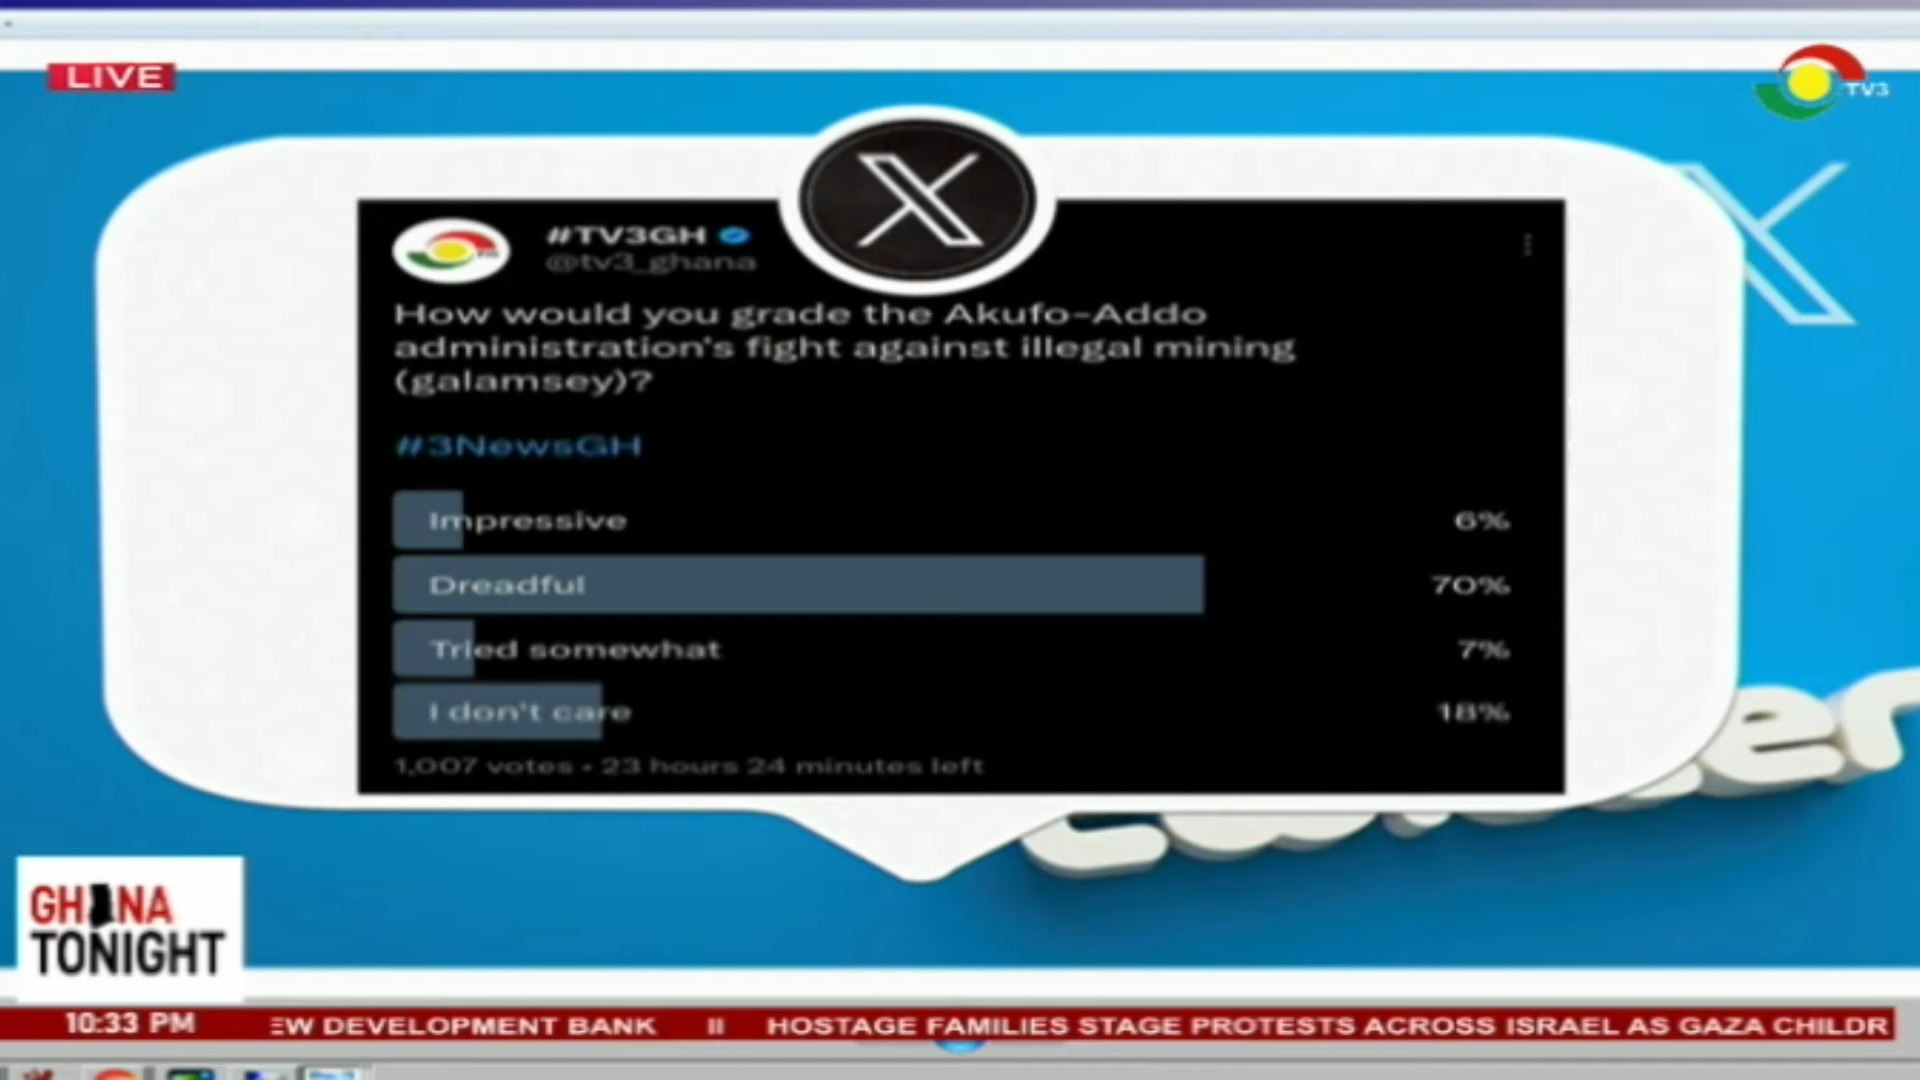 LIVE
TV3
#TV3GH
@tv3_ghana
How would you grade the Akufo-Addo
administration's fight against illegal mining
(galamsey)?
#3NewsGH
Impressive 6%
Dreadful 70%
Tried somewhat 7%
I don't care 18%
1,007 votes • 23 hours 24 minutes left
er
GHANA
TONIGHT
10:33 PM EW DEVELOPMENT BANK II HOSTAGE FAMILIES STAGE PROTESTS ACROSS ISRAEL AS GAZA CHILDR